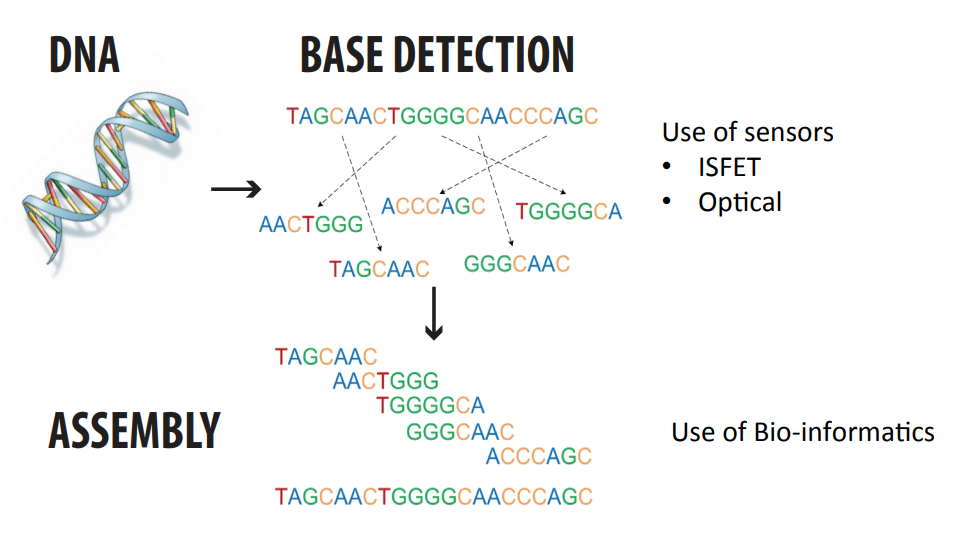 DNA
BASE DETECTION
TAGCAACTGGGGCAACCCAGC
Use of sensors
• ISFET
• Optical
ACCCAGC
TGGGGCA
AACTGGG
TAGCAAC
GGGCAAC
TAGCAAC
AACTGGG
TGGGGCA
ASSEMBLY
GGGCAAC
Use of Bio-informatics
ACCCAGC
TAGCAACTGGGGCAACCCAGC